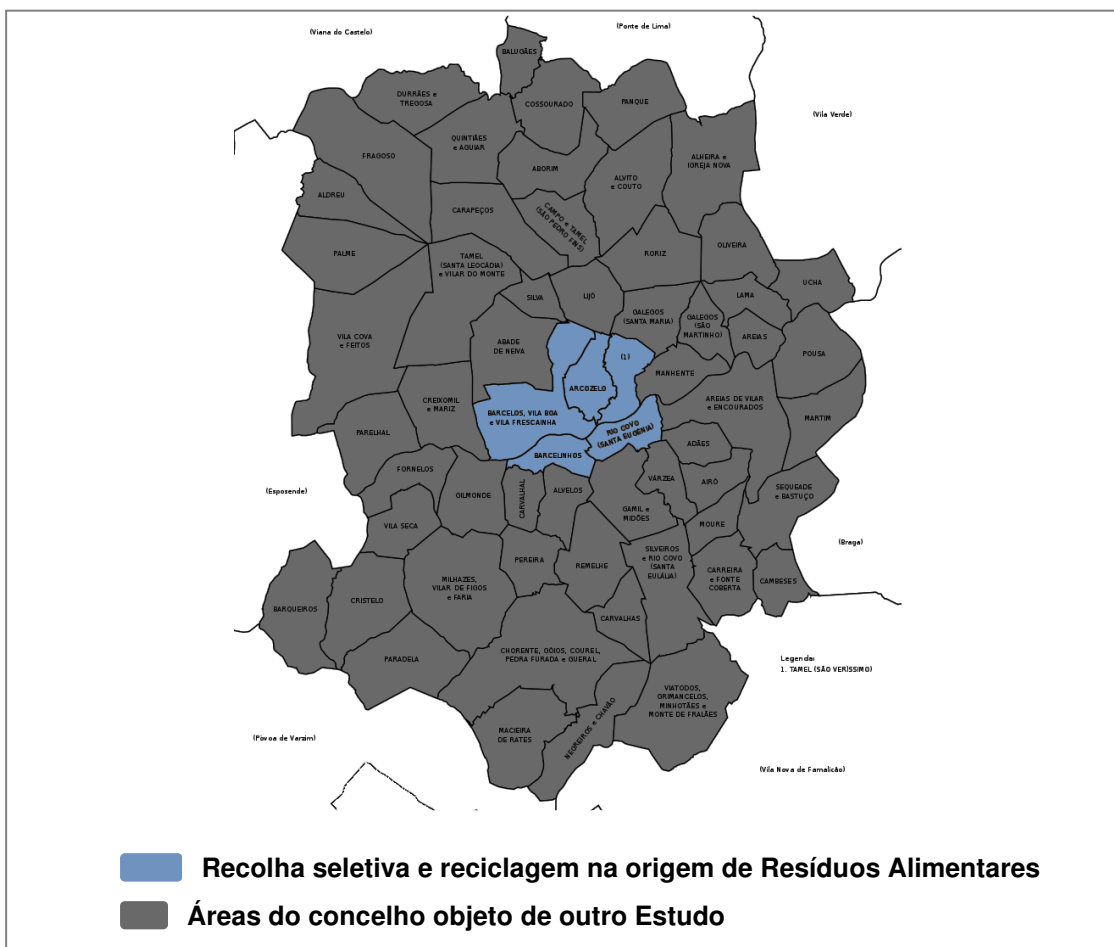 (Viana do Castelo)
(Ponte de Lima)
BALUGÃES
DURRÃES e
TREGOSA
COSSOURADO
PANQUE
(Vila Verde)
QUINTIÃES
e AGUIAR
FRAGOSO
ABORIM
ALHEIRA e
IGREJA NOVA
ALVITO
e COUTO
ALDREU
CARAPEÇOS
CAMPO e TAMEL
(SÃO PEDRO FINS)
PALME
TAMEL
(SANTA LEOCÁDIA)
e VILAR DO MONTE
RORIZ
OLIVEIRA
UCHA
SILVA
LIJÓ
LAMA
GALEGOS
(SANTA MARIA)
GALEGOS
(SÃO
MARTINHO)
AREIAS
VILA COVA
e FEITOS
ABADE
DE NEIVA
(1)
POUSA
MANHENTE
ARCOZELO
CREIXOMIL
e MARIZ
BARCELOS, VILA BOA
e VILA FRESCAINHA
AREIAS DE VILAR
e ENCOURADOS
MARTIM
RIO COVO
(SANTA EUGÉNIA)
PERELHAL
ADÃES
BARCELINHOS
FORNELOS
GILMONDE
CARVALHAL
ALVELOS
VÁRZEA
AIRÓ
SEQUEADE
e BASTUÇO
(Esposende)
GAMIL e
MIDÕES
VILA SECA
MOURE
(Braga)
PEREIRA
REMELHE
SILVEIROS
e RIO COVO
(SANTA
EULÁLIA)
CARREIRA
e FONTE
COBERTA
CAMBESES
MILHAZES,
VILAR DE FIGOS
e FARIA
BARQUEIROS
CRISTELO
CARVALHAS
PARADELA
CHORENTE, GÓIOS, COUREL,
PEDRA FURADA e GUERAL
Legenda:
1. TAMEL (SÃO VERÍSSIMO)
VIATODOS,
GRIMANCELOS,
MINHOTÃES e
MONTE DE FRALÃES
NEGREIROS e CHAVÃO
MACIEIRA
DE RATES
(Póvoa de Varzim)
(Vila Nova de Famalicão)
Recolha seletiva e reciclagem na origem de Resíduos Alimentares
Áreas do concelho objeto de outro Estudo